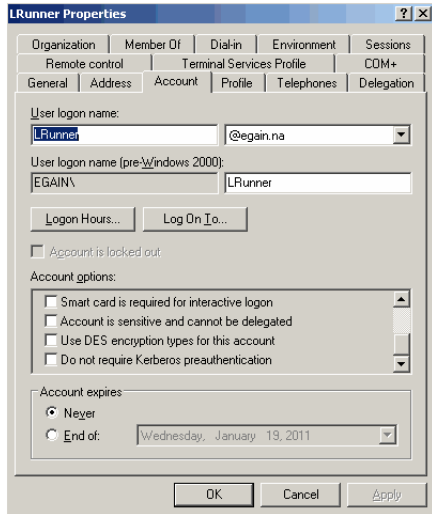 LRunner Properties
Organization Member Of Dial-in Environment Sessions
Remote control Terminal Services Profile COM+
General Address Account Profile Telephones Delegation
User logon name:
LRunner @egain.na
User logon name (pre-Windows 2000):
EGAIN\ LRunner
Logon Hours... Log On To...
Account is locked out
Account options:
Smart card is required for interactive logon
Account is sensitive and cannot be delegated
Use DES encryption types for this account
Do not require Kerberos preauthentication
Account expires
Never
End of: Wednesday, January 19, 2011
OK Cancel Apply